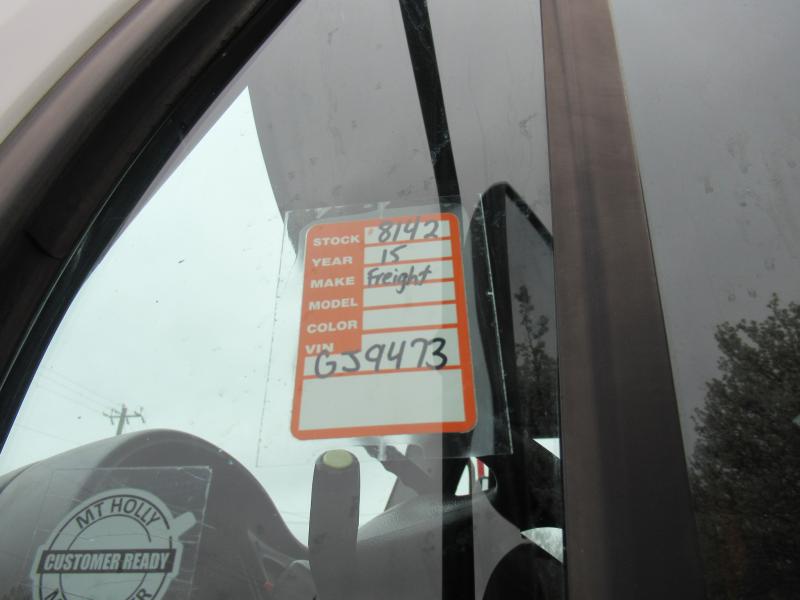 STOCK 8142
YEAR 15
MAKE Freight
MODEL
COLOR
VIN
GJ9473
MT HOLLY
CUSTOMER READY